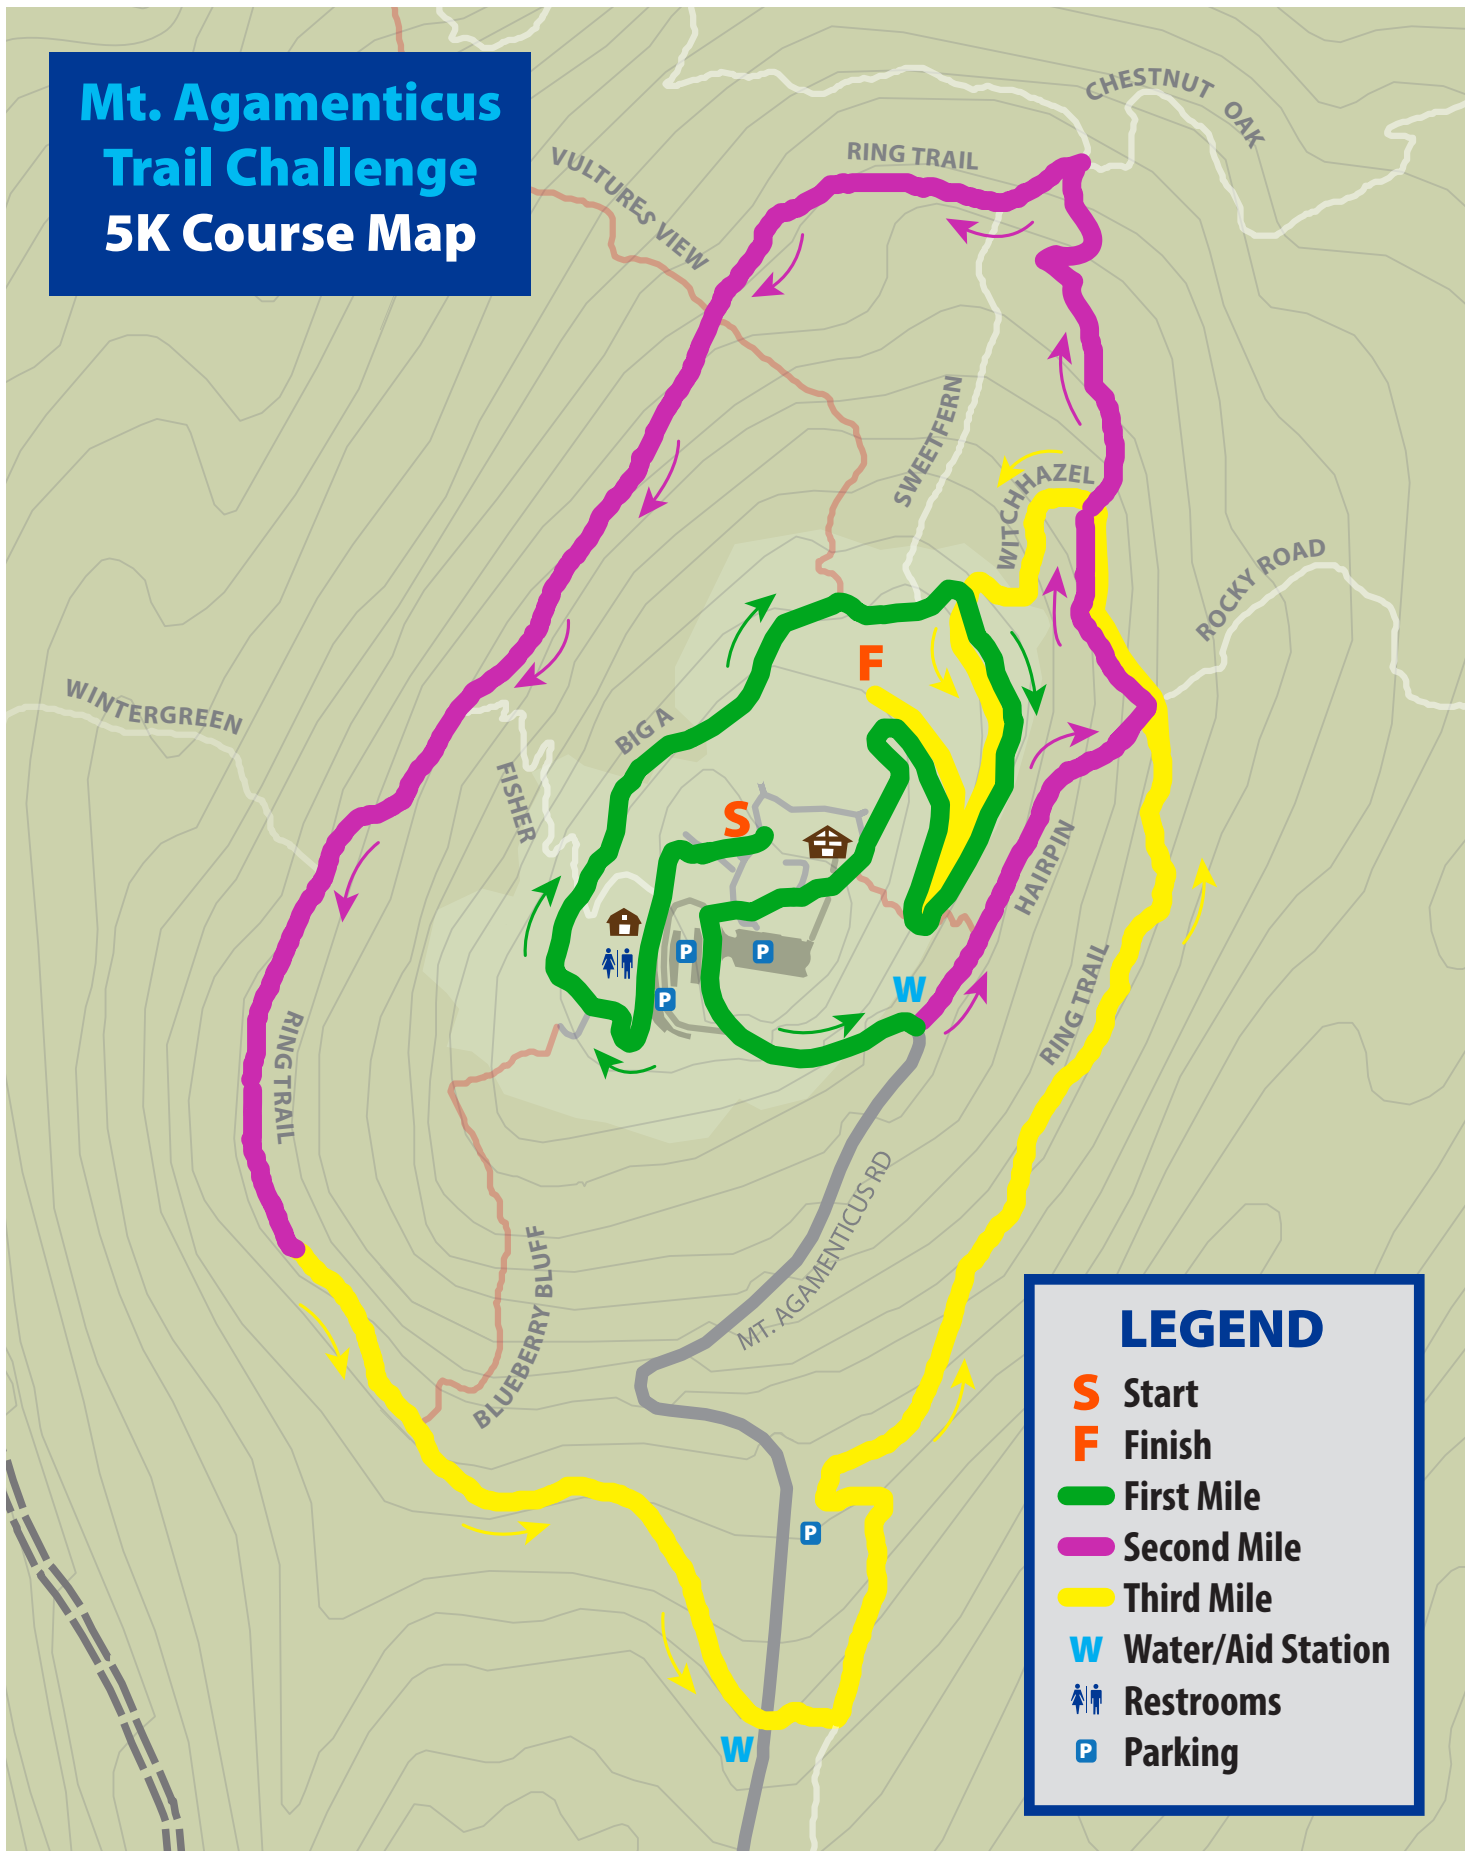 Mt. Agamenticus
Trail Challenge
5K Course Map
CHESTNUT OAK
RING TRAIL
VULTURES VIEW
SWEETFERN
WITCHHAZEL
ROCKY ROAD
F
WINTERGREEN
BIG A
FISHER
S
HAIRPIN
P
P
P
W
RING TRAIL
RING TRAIL
MT. AGAMENTICUS RD
BLUEBERRY BLUFF
P
W
LEGEND
S Start
F Finish
First Mile
Second Mile
Third Mile
W Water/Aid Station
Restrooms
P Parking